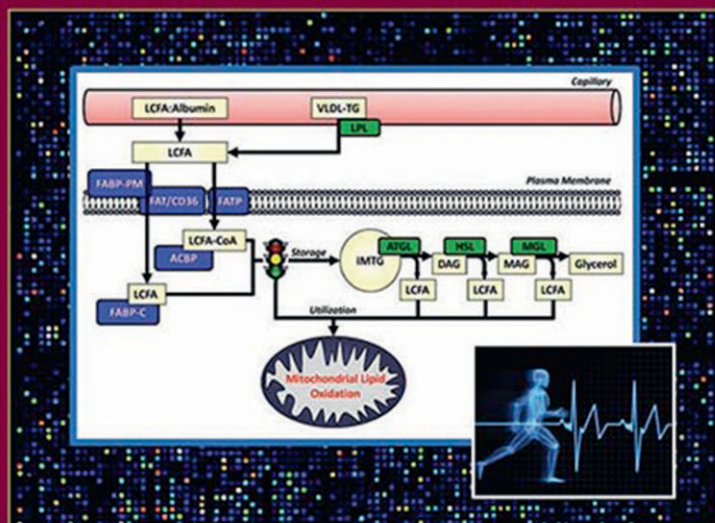 Capillary
LCFA:Albumin
VLDL-TG
LPL
LCFA
FABP-PM
Plasma Membrane
FAT/CD36
FATP
LCFA-CoA
ACBP
Storage
IMTG
ATGL
HSL
MGL
DAG
MAG
Glycerol
LCFA
LCFA
LCFA
LCFA
FABP-C
Utilization
Mitochondrial Lipid
Oxidation